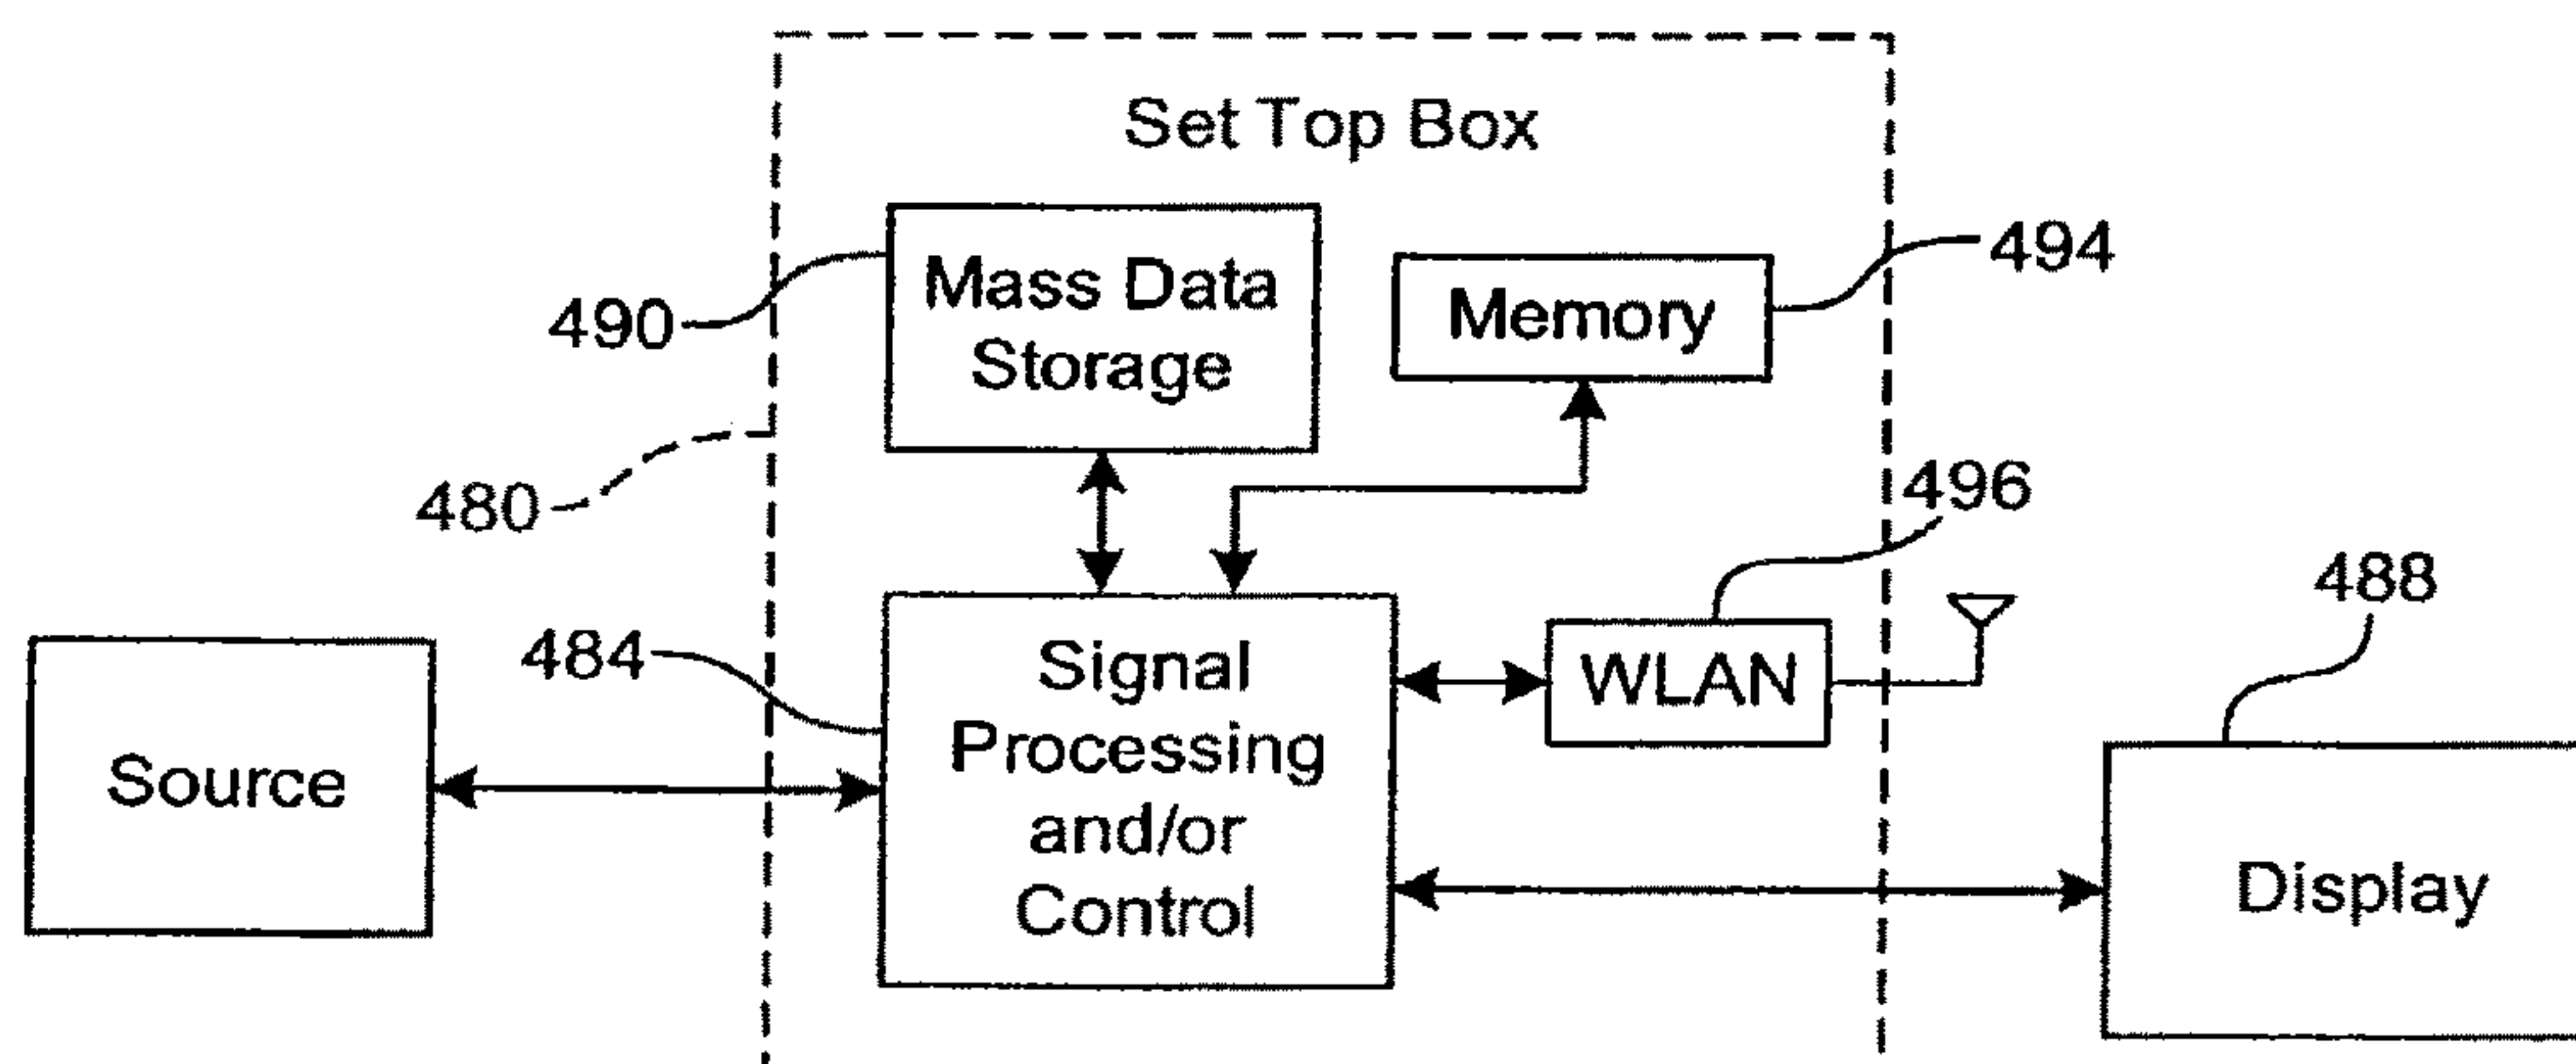 Set Top Box
490
Mass Data
Storage
Memory
494
480
496
488
Source
484
Signal
Processing
and/or
Control
WLAN
Display